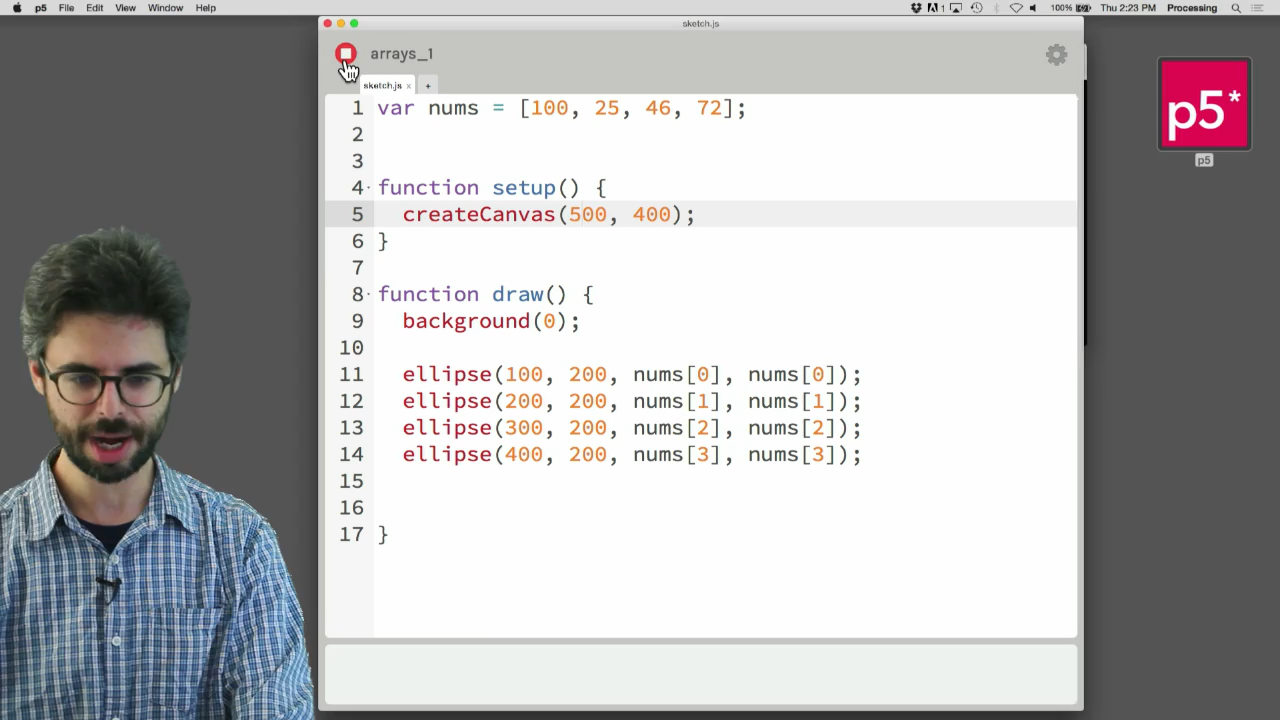 p5 File Edit View Window Help 1 100% Thu 2:23 PM Processing
sketch.js
arrays_1
sketch.js × +
1 var nums = [100, 25, 46, 72];
2
3
4 function setup() {
5 createCanvas(500, 400);
6 }
7
8 function draw() {
9 background(0);
10
11 ellipse(100, 200, nums[0], nums[0]);
12 ellipse(200, 200, nums[1], nums[1]);
13 ellipse(300, 200, nums[2], nums[2]);
14 ellipse(400, 200, nums[3], nums[3]);
15
16
17 }
p5*
p5